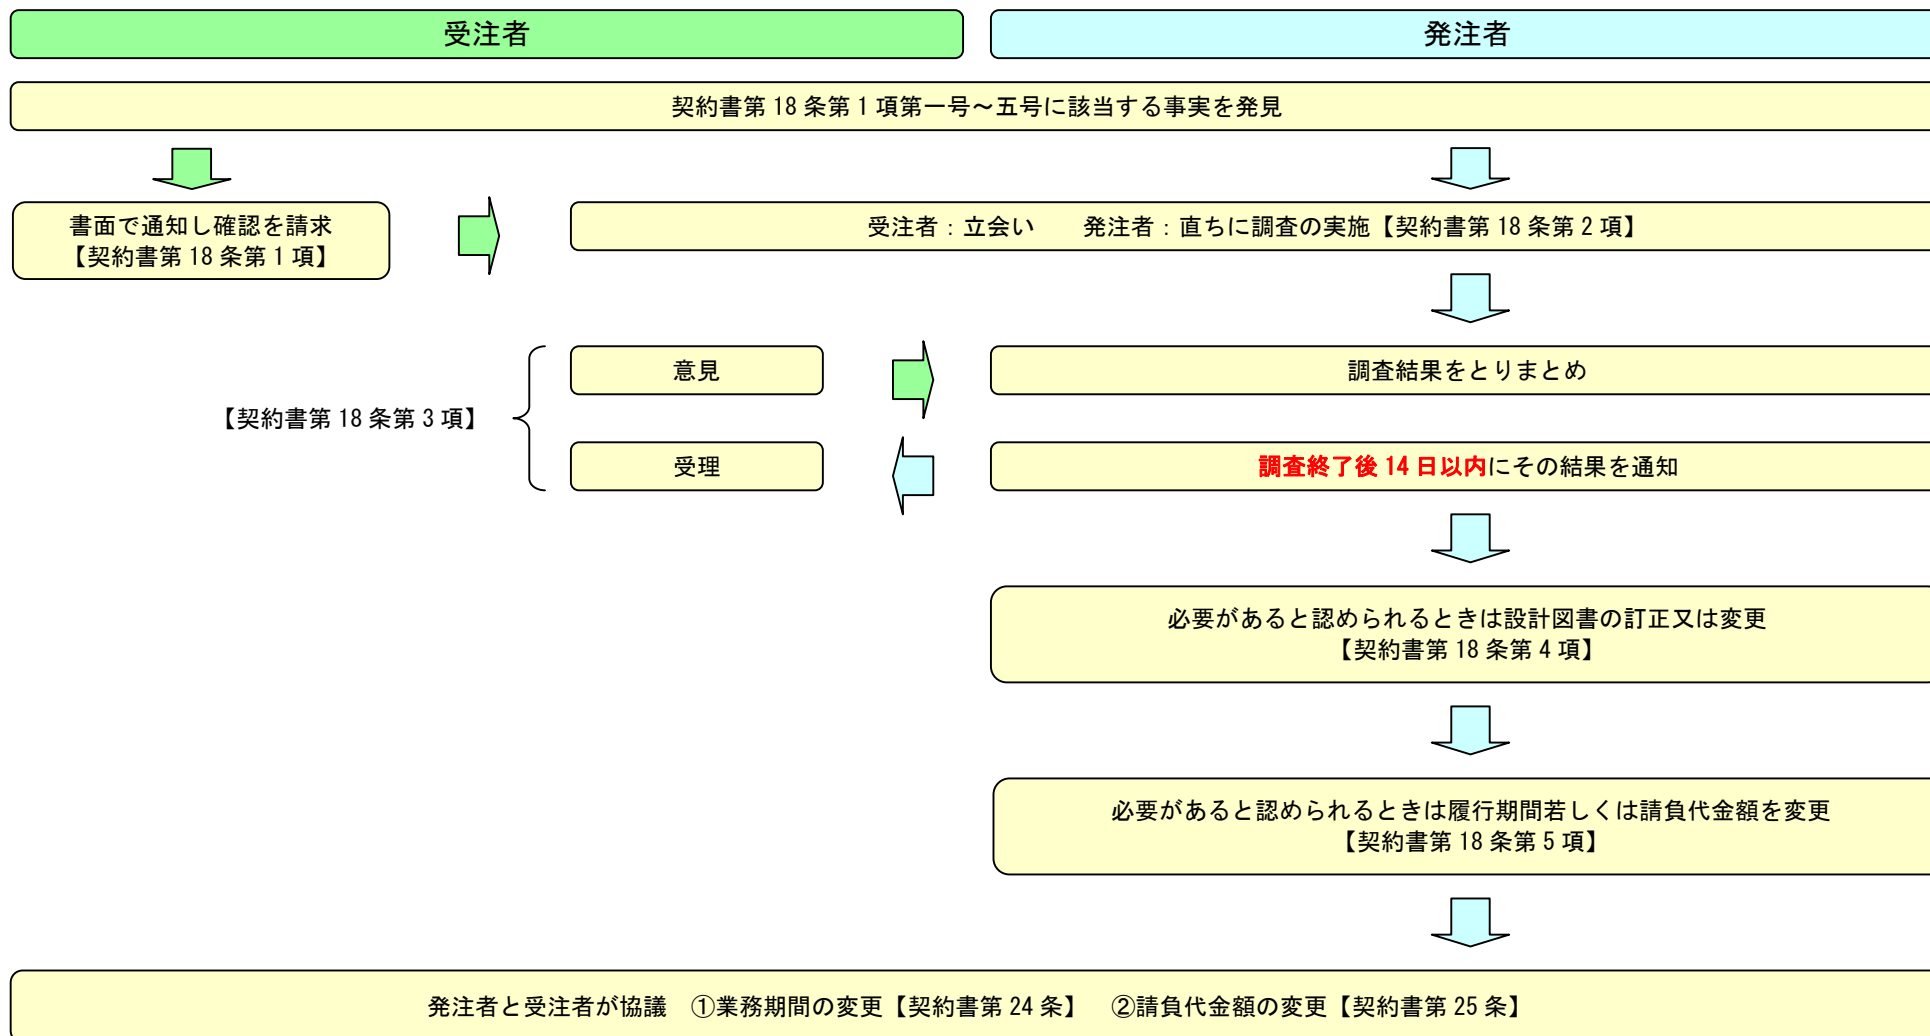 受注者
発注者
契約書第 18 条第 1 項第一号～五号に該当する事実を発見
書面で通知し確認を請求
【契約書第 18 条第 1 項】
受注者：立会い　　発注者：直ちに調査の実施【契約書第 18 条第 2 項】
意見
調査結果をとりまとめ
【契約書第 18 条第 3 項】
受理
調査終了後 14 日以内にその結果を通知
必要があると認められるときは設計図書の訂正又は変更
【契約書第 18 条第 4 項】
必要があると認められるときは履行期間若しくは請負代金額を変更
【契約書第 18 条第 5 項】
発注者と受注者が協議　①業務期間の変更【契約書第 24 条】　②請負代金額の変更【契約書第 25 条】